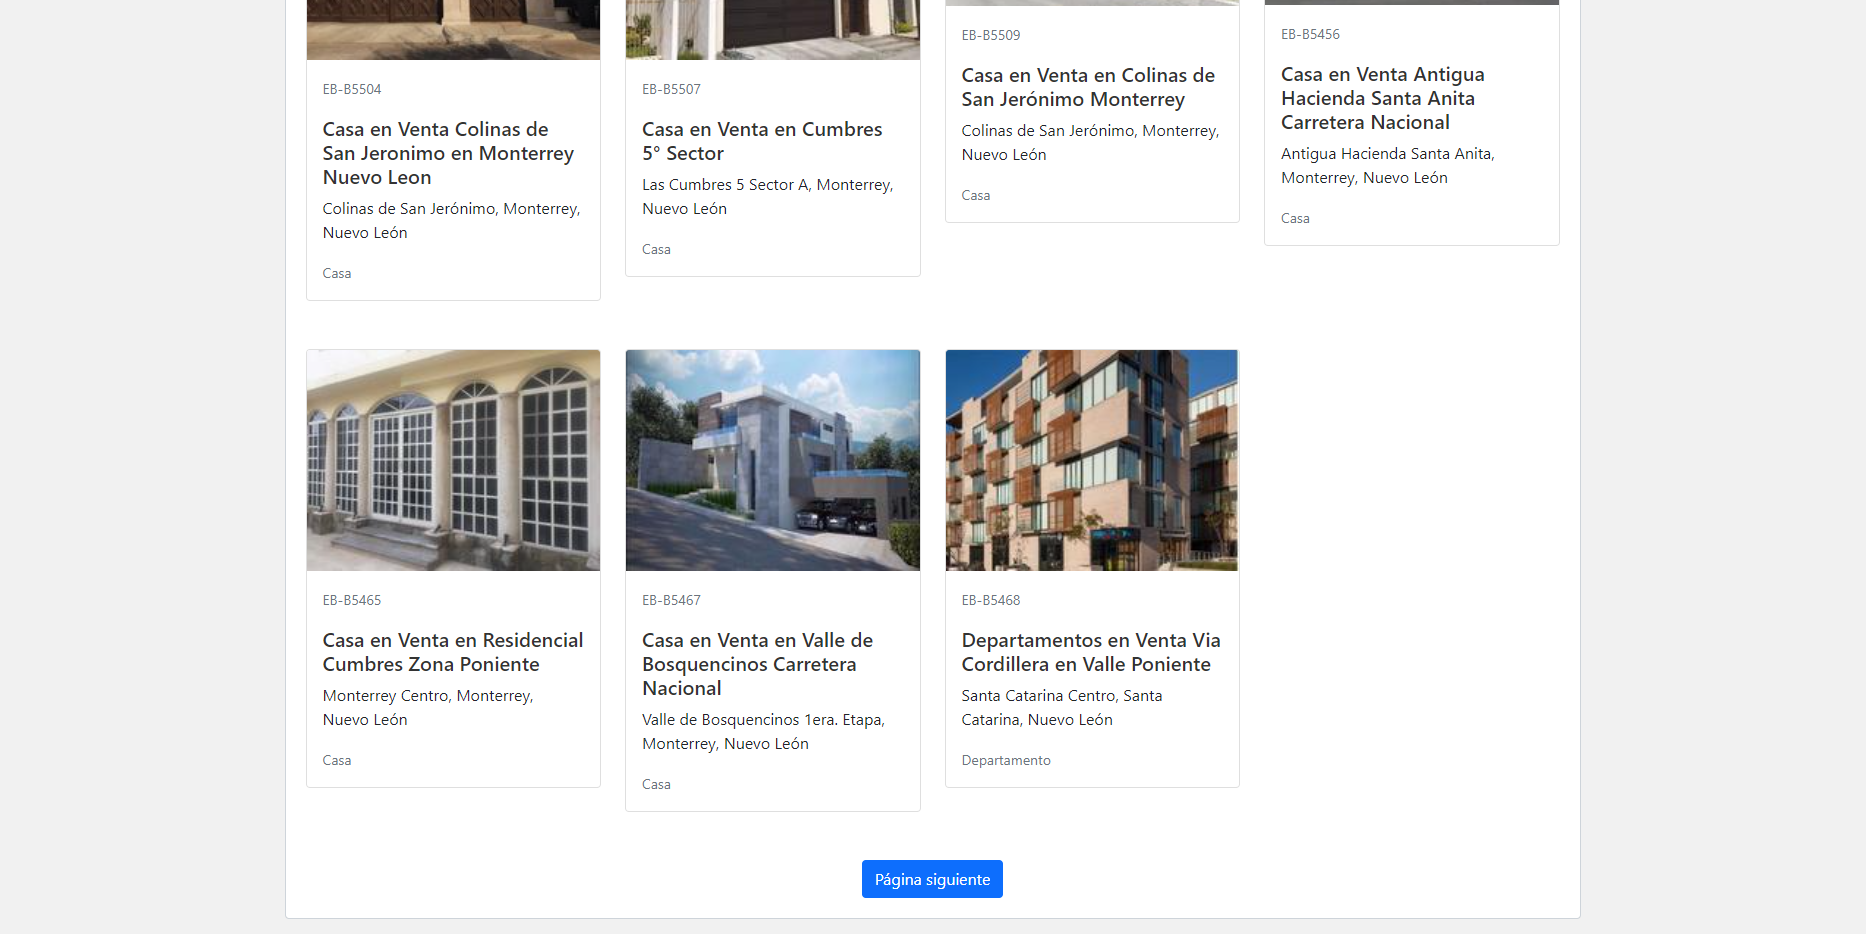 EB-B5504
Casa en Venta Colinas de
San Jeronimo en Monterrey
Nuevo Leon
Colinas de San Jerónimo, Monterrey,
Nuevo León
Casa
EB-B5507
Casa en Venta en Cumbres
5° Sector
Las Cumbres 5 Sector A, Monterrey,
Nuevo León
Casa
EB-B5509
Casa en Venta en Colinas de
San Jerónimo Monterrey
Colinas de San Jerónimo, Monterrey,
Nuevo León
Casa
EB-B5456
Casa en Venta Antigua
Hacienda Santa Anita
Carretera Nacional
Antigua Hacienda Santa Anita,
Monterrey, Nuevo León
Casa
EB-B5465
Casa en Venta en Residencial
Cumbres Zona Poniente
Monterrey Centro, Monterrey,
Nuevo León
Casa
EB-B5467
Casa en Venta en Valle de
Bosquencinos Carretera
Nacional
Valle de Bosquencinos 1era. Etapa,
Monterrey, Nuevo León
Casa
EB-B5468
Departamentos en Venta Via
Cordillera en Valle Poniente
Santa Catarina Centro, Santa
Catarina, Nuevo León
Departamento
Página siguiente